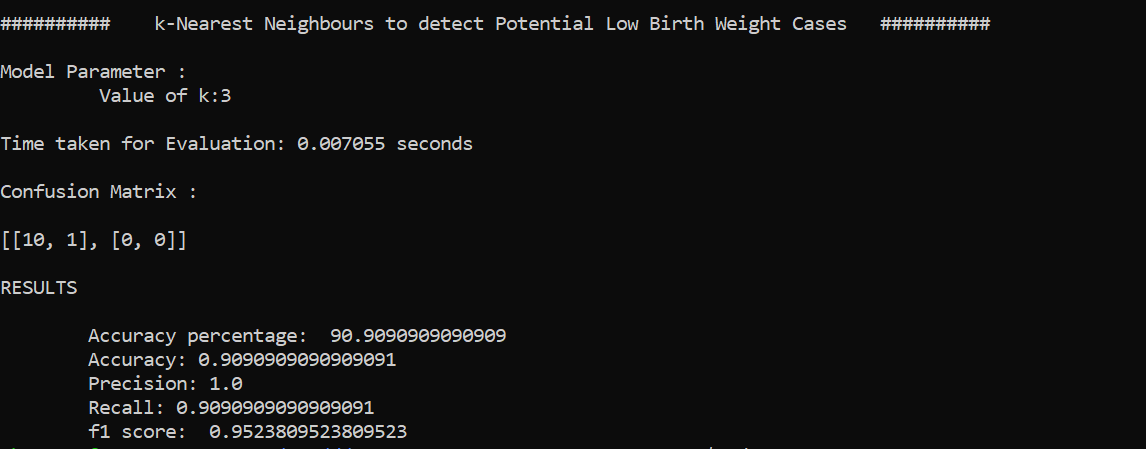 ########## k-Nearest Neighbours to detect Potential Low Birth Weight Cases ##########
Model Parameter :
Value of k:3
Time taken for Evaluation: 0.007055 seconds
Confusion Matrix :
[[10, 1], [0, 0]]
RESULTS
Accuracy percentage: 90.9090909090909
Accuracy: 0.9090909090909091
Precision: 1.0
Recall: 0.9090909090909091
f1 score: 0.9523809523809523